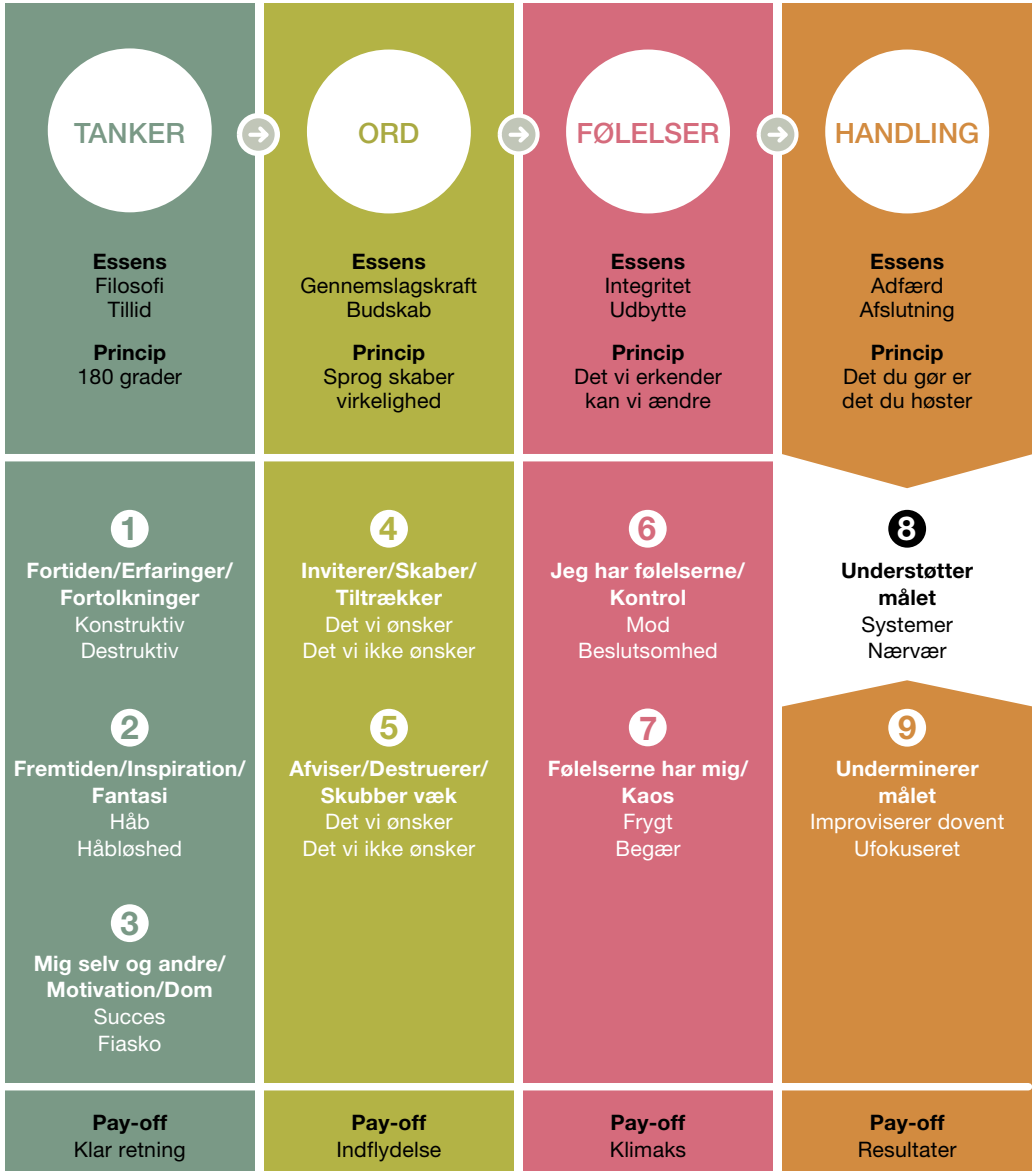 TANKER
Essens
Filosofi
Tillid
Princip
180 grader
1
Fortiden/Erfaringer/
Fortolkninger
Konstruktiv
Destruktiv
2
Fremtiden/Inspiration/
Fantasi
Håb
Håbløshed
3
Mig selv og andre/
Motivation/Dom
Succes
Fiasko
Pay-off
Klar retning
ORD
Essens
Gennemslagskraft
Budskab
Princip
Sprog skaber
virkelighed
4
Inviterer/Skaber/
Tiltrækker
Det vi ønsker
Det vi ikke ønsker
5
Afviser/Destruerer/
Skubber væk
Det vi ønsker
Det vi ikke ønsker
Pay-off
Indflydelse
FØLELSER
Essens
Integritet
Udbytte
Princip
Det vi erkender
kan vi ændre
6
Jeg har følelserne/
Kontrol
Mod
Beslutsomhed
7
Følelserne har mig/
Kaos
Frygt
Begær
Pay-off
Klimaks
HANDLING
Essens
Adfærd
Afslutning
Princip
Det du gør er
det du høster
8
Understøtter
målet
Systemer
Nærvær
9
Underminerer
målet
Improviserer dovent
Ufokuseret
Pay-off
Resultater